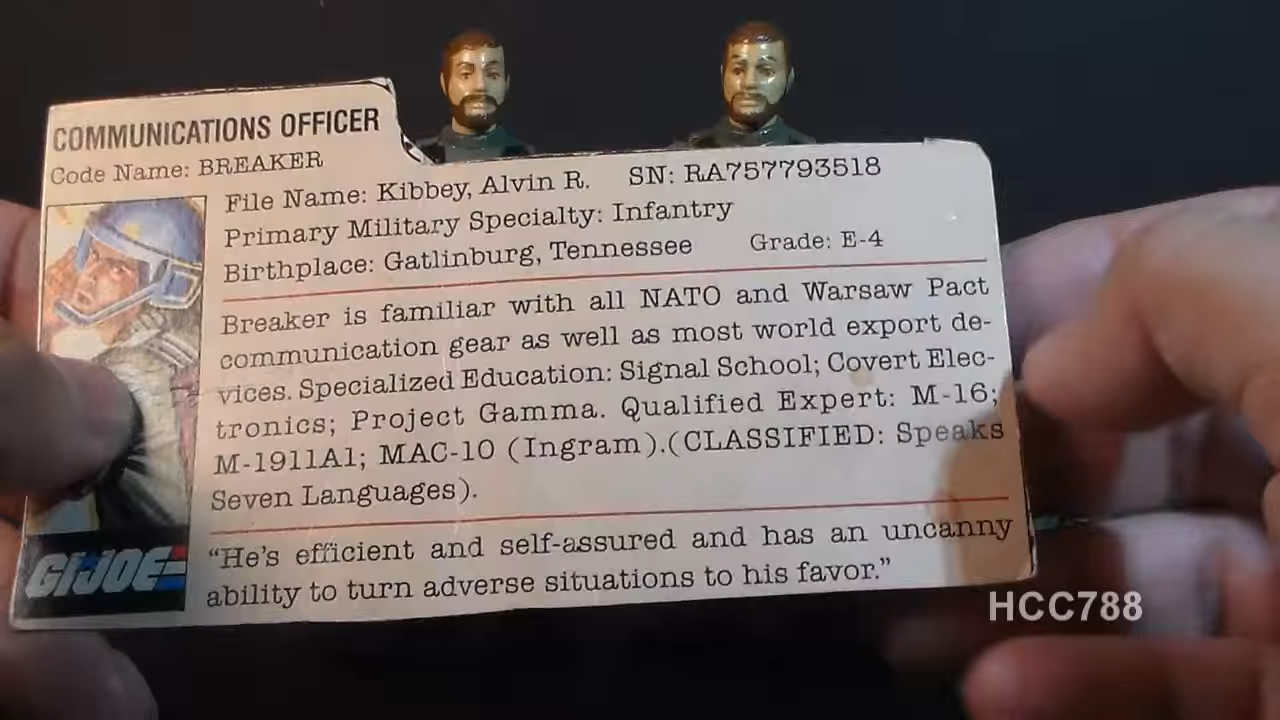 COMMUNICATIONS OFFICER
Code Name: BREAKER
File Name: Kibbey, Alvin R. SN: RA757793518
Primary Military Specialty: Infantry
Birthplace: Gatlinburg, Tennessee Grade: E-4
Breaker is familiar with all NATO and Warsaw Pact
communication gear as well as most world export de-
vices. Specialized Education: Signal School; Covert Elec-
tronics; Project Gamma. Qualified Expert: M-16;
M-1911A1; MAC-10 (Ingram).(CLASSIFIED: Speaks
Seven Languages).
“He’s efficient and self-assured and has an uncanny
ability to turn adverse situations to his favor.”
GI JOE
HCC788